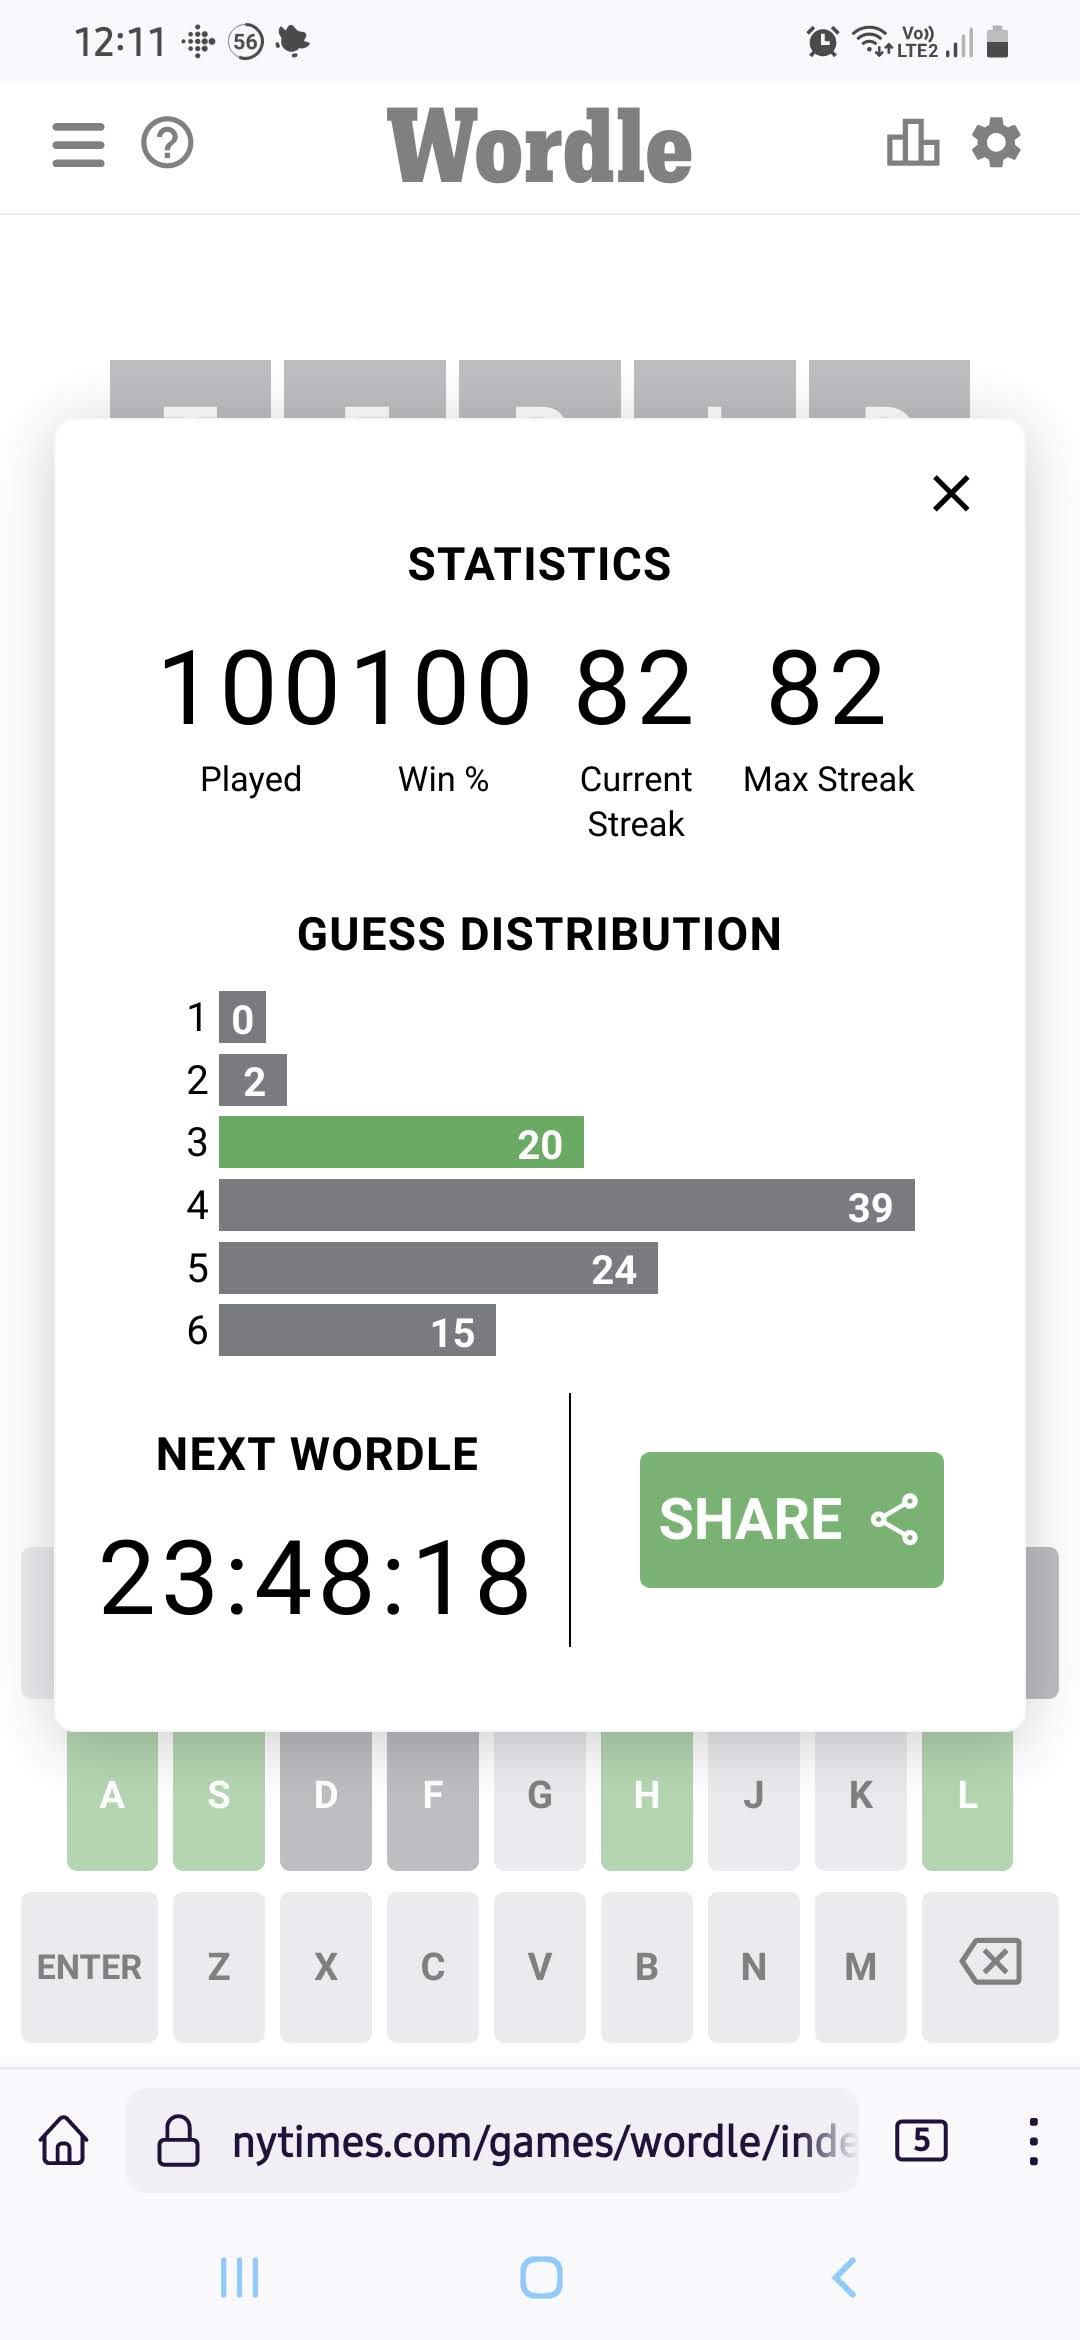 12:11 56 Vo)) LTE2
Wordle
STATISTICS
100 100 82 82
Played Win % Current Streak Max Streak
GUESS DISTRIBUTION
1 0
2 2
3 20
4 39
5 24
6 15
NEXT WORDLE
23:48:18
SHARE
A S D F G H J K L
ENTER Z X C V B N M
nytimes.com/games/wordle/inde
5